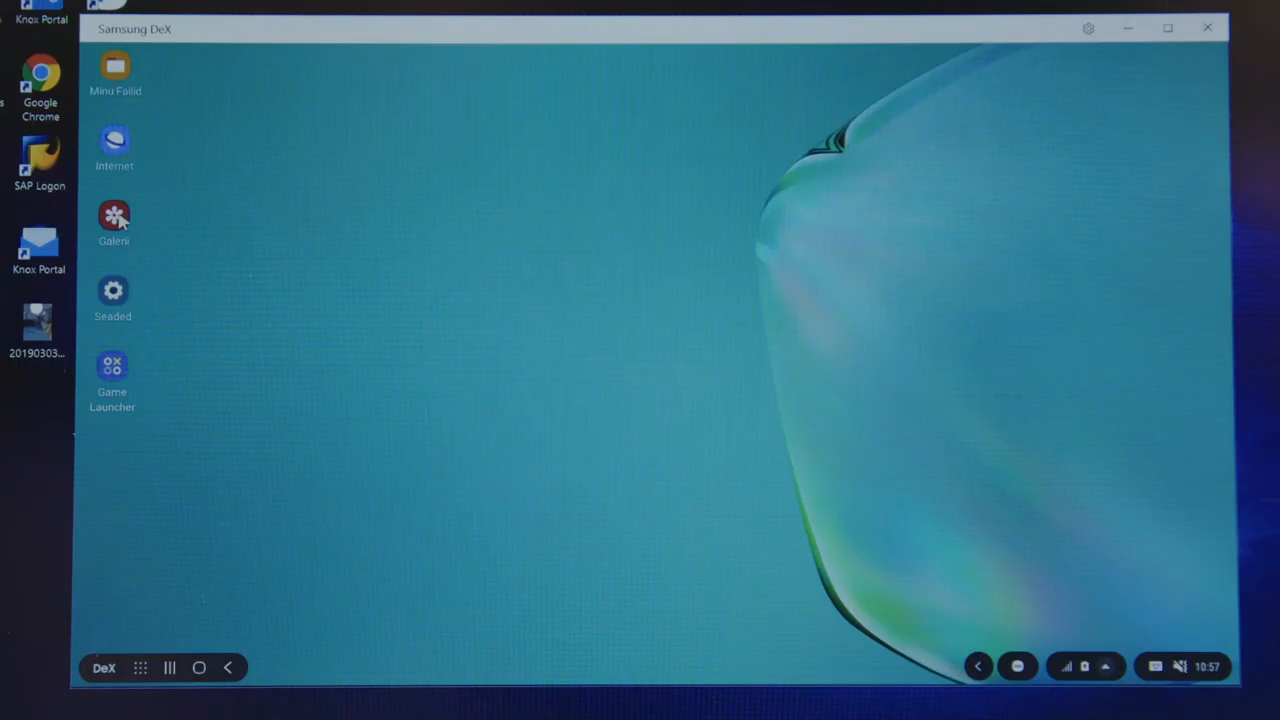 Knox Portal
Google
Chrome
SAP Logon
Knox Portal
20190303...
Samsung DeX
Minu Failid
Internet
Galerii
Seaded
Game
Launcher
DeX
10:57